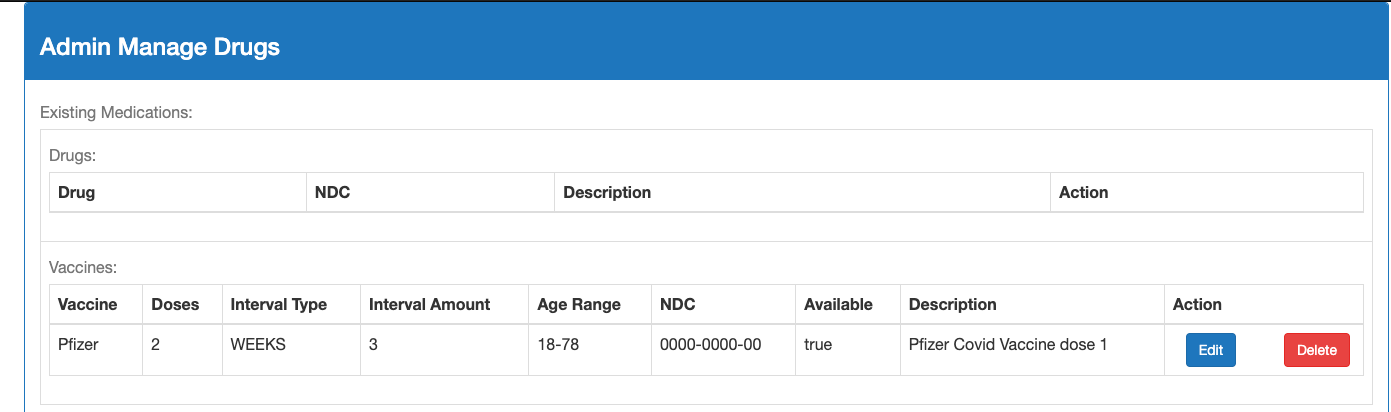 Admin Manage Drugs
Existing Medications:
Drugs:
Drug NDC Description Action
Vaccines:
Vaccine Doses Interval Type Interval Amount Age Range NDC Available Description Action
Pfizer 2 WEEKS 3 18-78 0000-0000-00 true Pfizer Covid Vaccine dose 1 Edit Delete